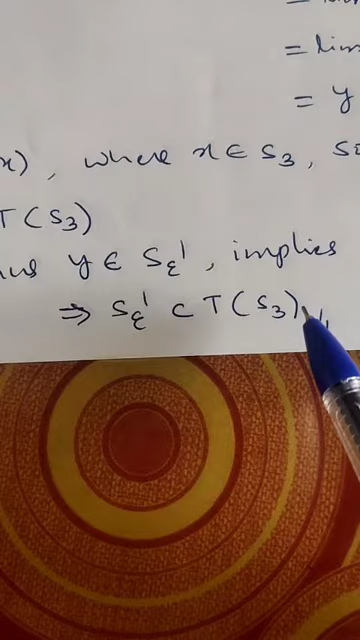 = lim
= y
x), where x ∈ S₃,
T(S₃)
y ∈ Sε', implies
⇒ Sε' ⊂ T(S₃)